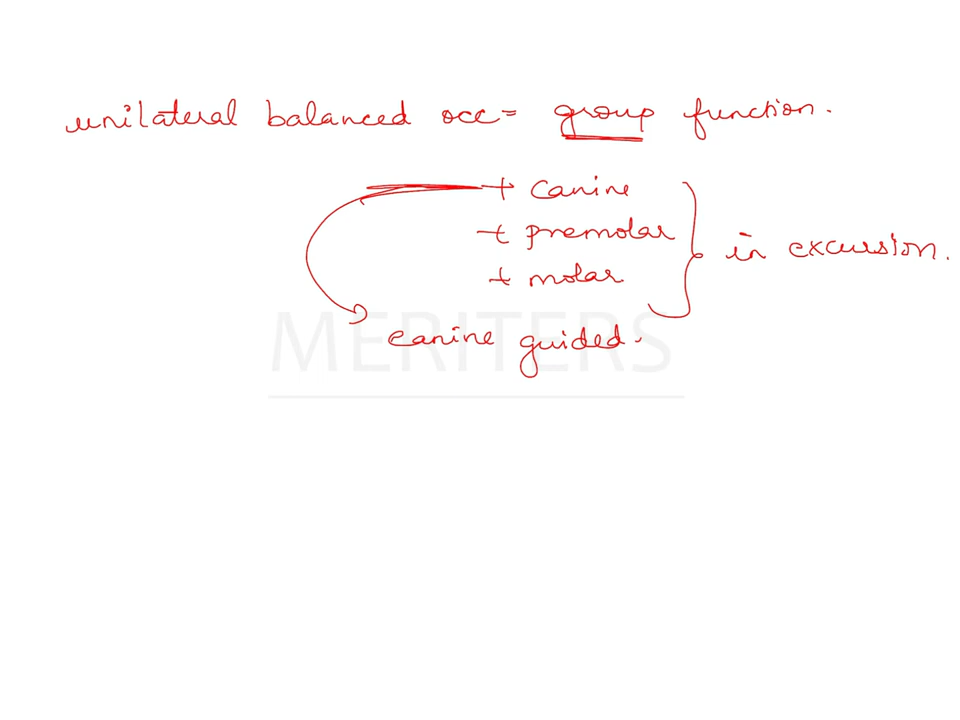 unilateral balanced occ= group function.
+ canine
+ premolar
in excursion.
+ molar
canine guided.
MERITERS